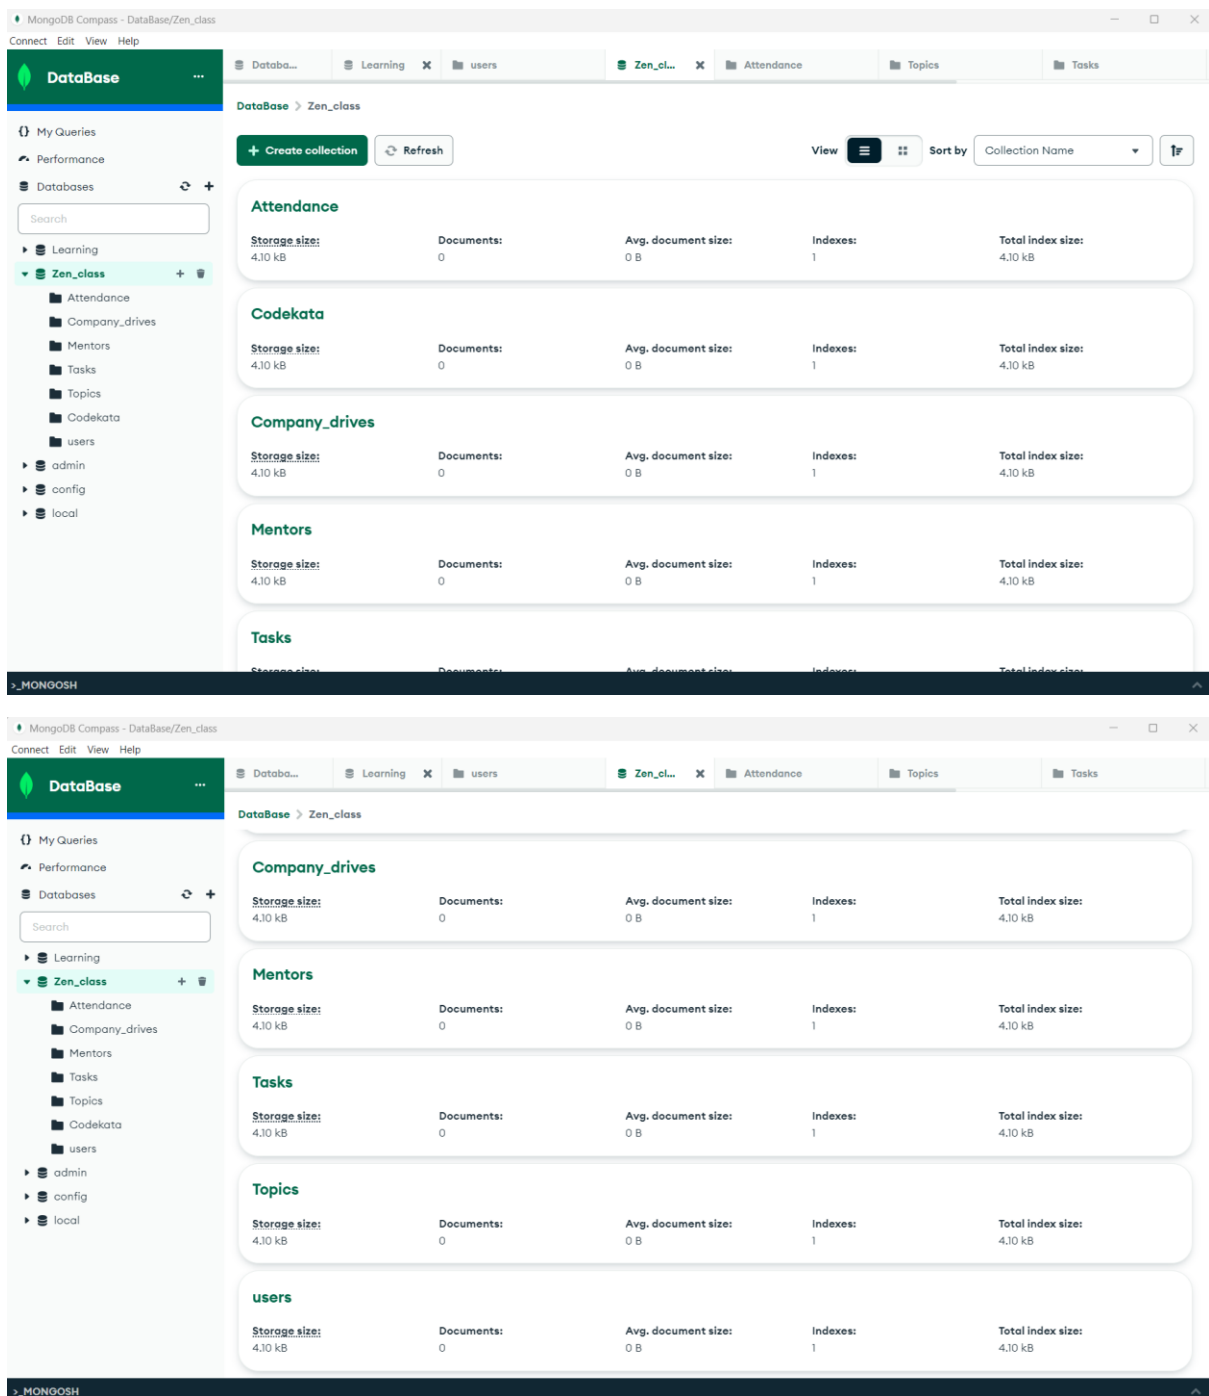 MongoDB Compass - DataBase/Zen_class
Connect Edit View Help
DataBase ...
Databa... Learning users Zen_cl... Attendance Topics Tasks
DataBase > Zen_class
{} My Queries
Performance
Databases
Search
Learning
Zen_class
Attendance
Company_drives
Mentors
Tasks
Topics
Codekata
users
admin
config
local
+ Create collection Refresh View Sort by Collection Name
Attendance
Storage size: Documents: Avg. document size: Indexes: Total index size:
4.10 kB 0 0 B 1 4.10 kB
Codekata
Storage size: Documents: Avg. document size: Indexes: Total index size:
4.10 kB 0 0 B 1 4.10 kB
Company_drives
Storage size: Documents: Avg. document size: Indexes: Total index size:
4.10 kB 0 0 B 1 4.10 kB
Mentors
Storage size: Documents: Avg. document size: Indexes: Total index size:
4.10 kB 0 0 B 1 4.10 kB
Tasks
Storage size: Documents: Avg. document size: Indexes: Total index size:
>_MONGOSH
MongoDB Compass - DataBase/Zen_class
Connect Edit View Help
DataBase ...
Databa... Learning users Zen_cl... Attendance Topics Tasks
DataBase > Zen_class
{} My Queries
Performance
Databases
Search
Learning
Zen_class
Attendance
Company_drives
Mentors
Tasks
Topics
Codekata
users
admin
config
local
Company_drives
Storage size: Documents: Avg. document size: Indexes: Total index size:
4.10 kB 0 0 B 1 4.10 kB
Mentors
Storage size: Documents: Avg. document size: Indexes: Total index size:
4.10 kB 0 0 B 1 4.10 kB
Tasks
Storage size: Documents: Avg. document size: Indexes: Total index size:
4.10 kB 0 0 B 1 4.10 kB
Topics
Storage size: Documents: Avg. document size: Indexes: Total index size:
4.10 kB 0 0 B 1 4.10 kB
users
Storage size: Documents: Avg. document size: Indexes: Total index size:
4.10 kB 0 0 B 1 4.10 kB
>_MONGOSH